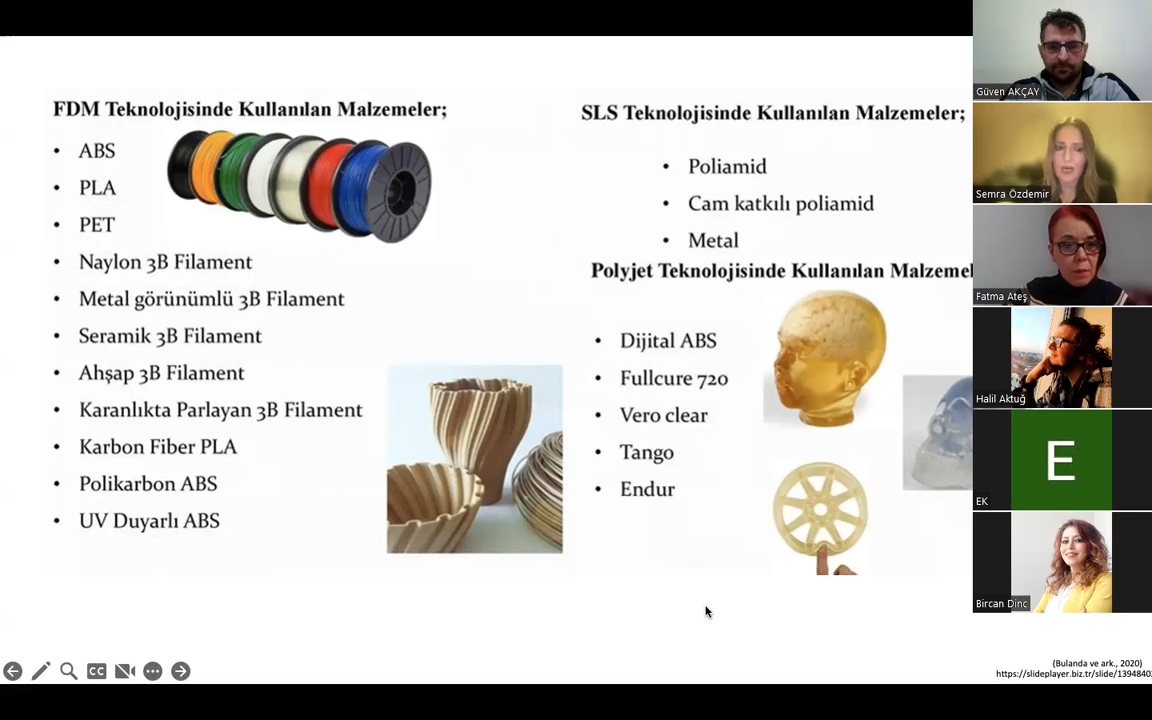 FDM Teknolojisinde Kullanılan Malzemeler;
• ABS
• PLA
• PET
• Naylon 3B Filament
• Metal görünümlü 3B Filament
• Seramik 3B Filament
• Ahşap 3B Filament
• Karanlıkta Parlayan 3B Filament
• Karbon Fiber PLA
• Polikarbon ABS
• UV Duyarlı ABS
SLS Teknolojisinde Kullanılan Malzemeler;
• Poliamid
• Cam katkılı poliamid
• Metal
Polyjet Teknolojisinde Kullanılan Malzemel
• Dijital ABS
• Fullcure 720
• Vero clear
• Tango
• Endur
(Bulanda ve ark., 2020)
https://slideplayer.biz.tr/slide/1394840
CC
Güven AKÇAY
Semra Özdemir
Fatma Ateş
Halil Aktuğ
E
EK
Bircan Dinc